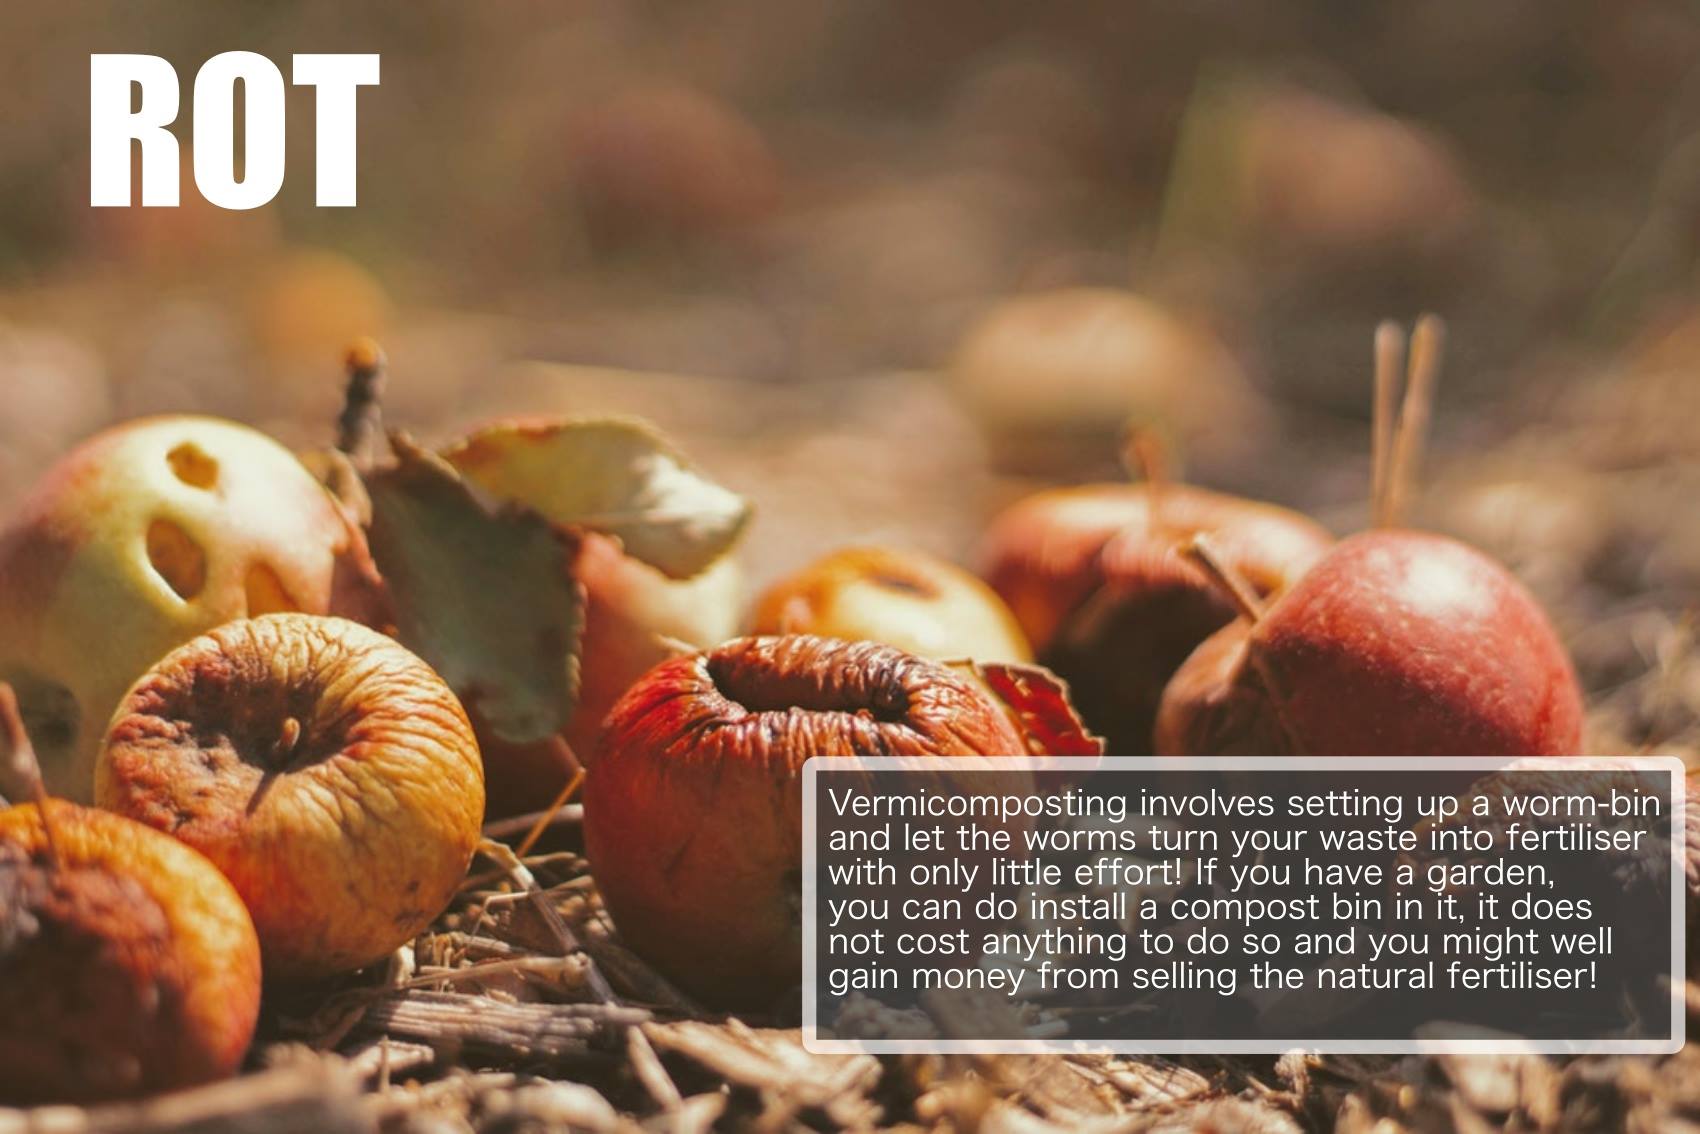 ROT
Vermicomposting involves setting up a worm-bin
and let the worms turn your waste into fertiliser
with only little effort! If you have a garden,
you can do install a compost bin in it, it does
not cost anything to do so and you might well
gain money from selling the natural fertiliser!